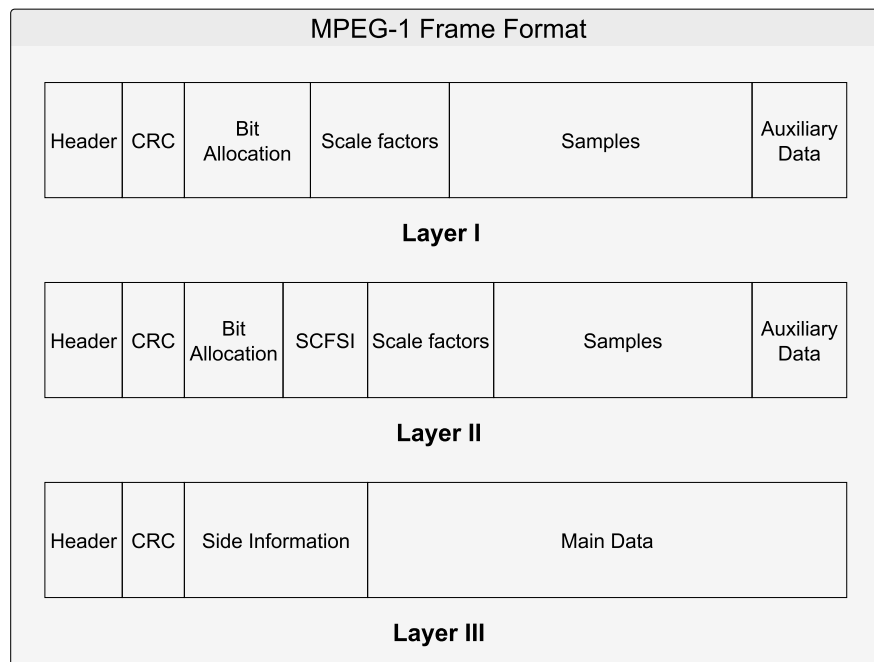 MPEG-1 Frame Format
Header CRC Bit Allocation Scale factors Samples Auxiliary Data
Layer I
Header CRC Bit Allocation SCFSI Scale factors Samples Auxiliary Data
Layer II
Header CRC Side Information Main Data
Layer III